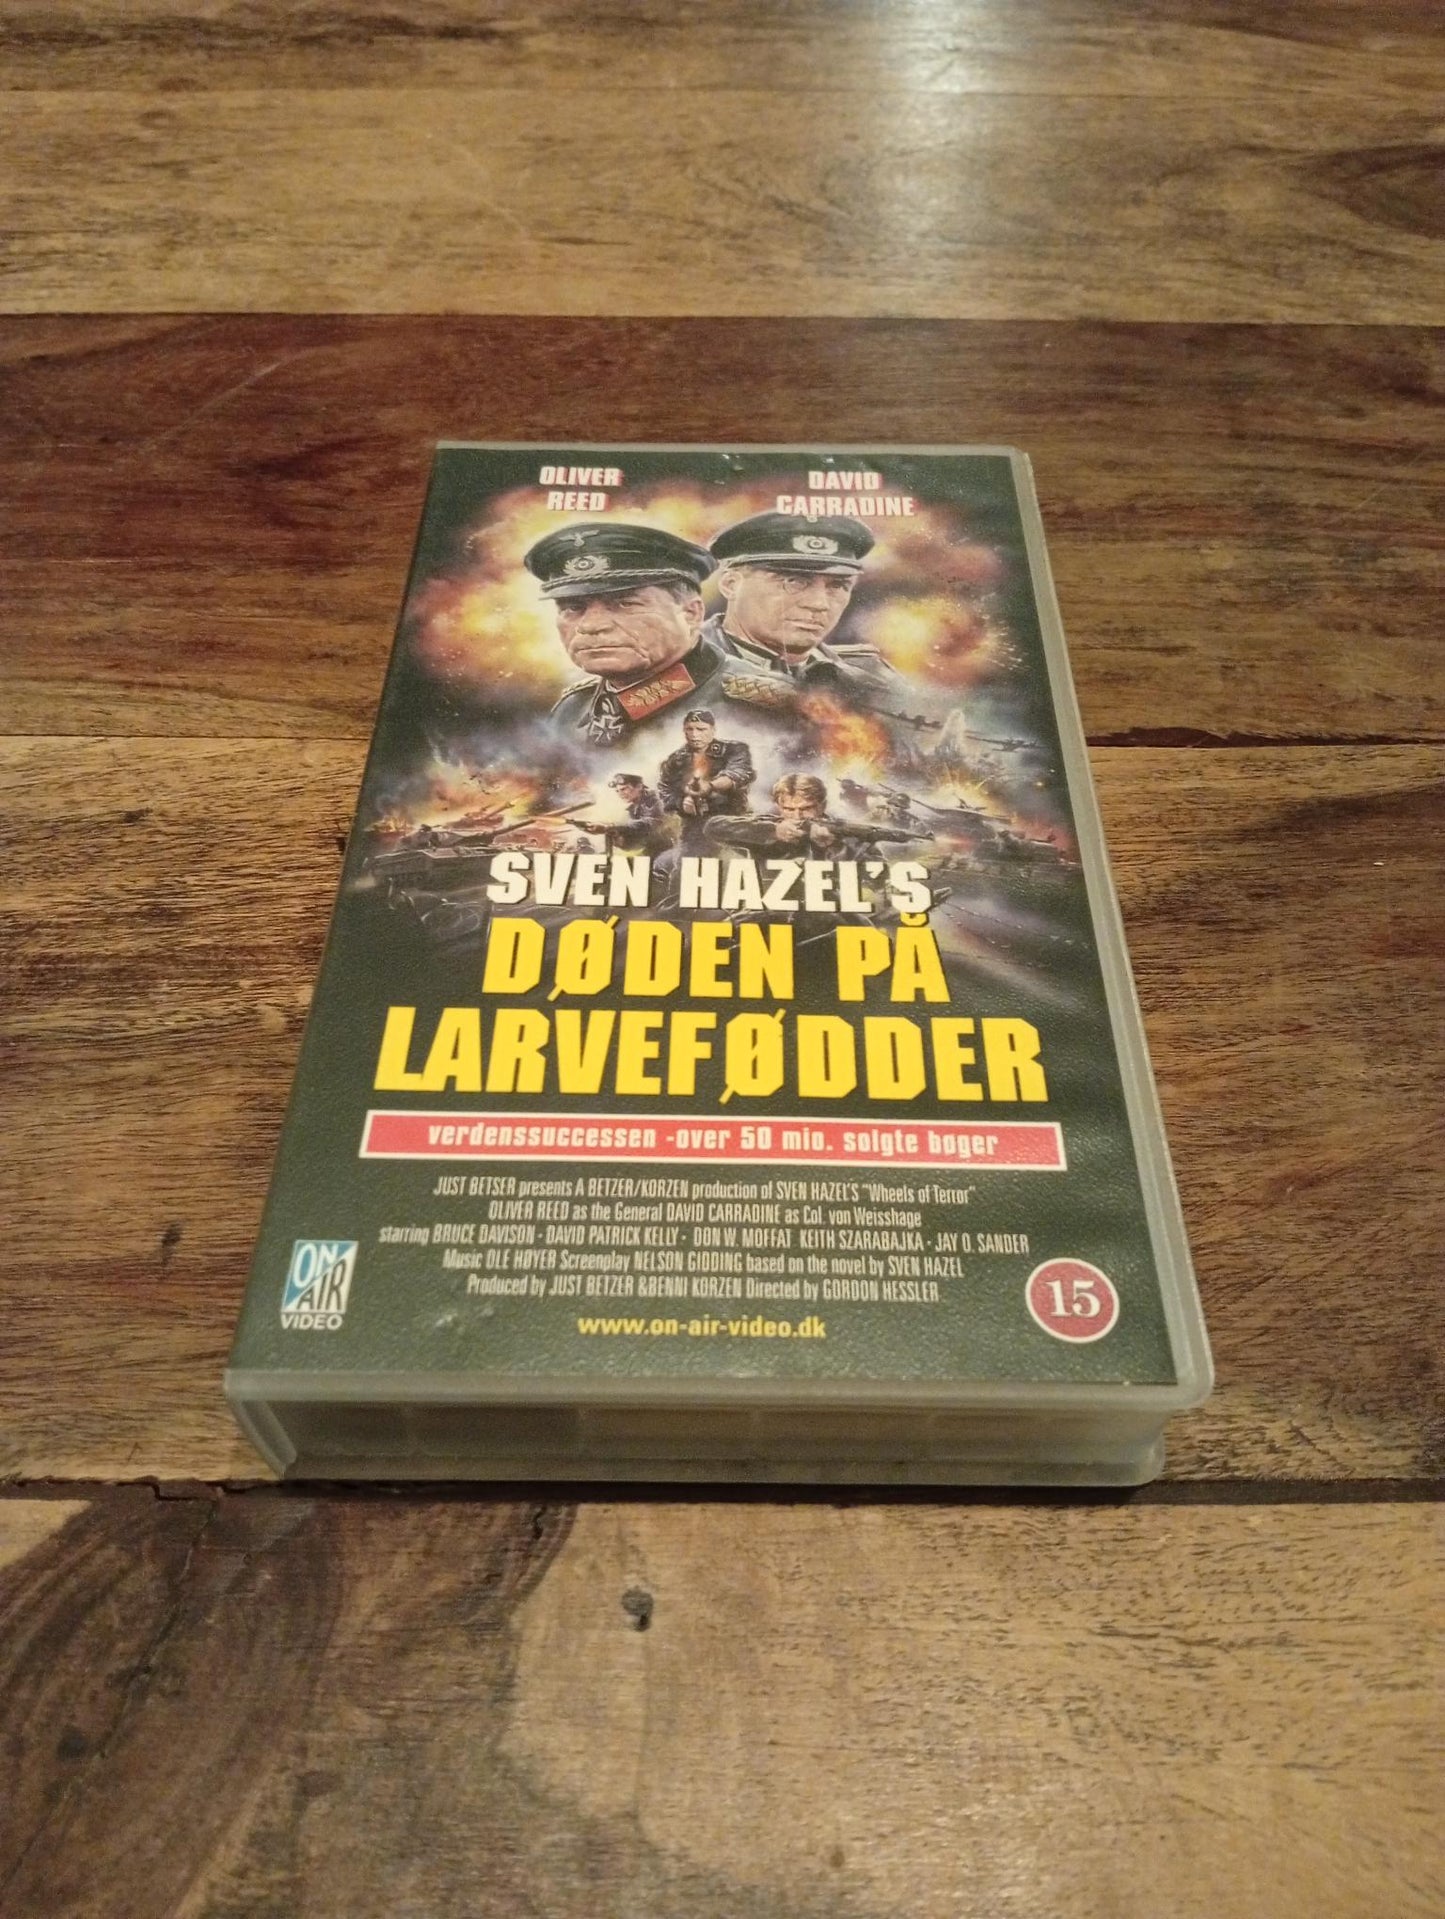 OLIVER
REED
DAVID
CARRADINE
SVEN HAZEL'S
DØDEN PÅ
LARVEFØDDER
verdenssuccessen -over 50 mio. solgte bøger
JUST BETSER presents A BETZER/KORZEN production of SVEN HAZEL'S "Wheels of Terror"
OLIVER REED as the General DAVID CARRADINE as Col. von Weisshage
starring BRUCE DAVISON · DAVID PATRICK KELLY · DON W. MOFFAT KEITH SZARABAJKA · JAY O. SANDER
Music OLE HØYER Screenplay NELSON GIDDING based on the novel by SVEN HAZEL
Produced by JUST BETZER &BENNI KORZEN Directed by GORDON HESSLER
www.on-air-video.dk
ON
AIR
VIDEO
15